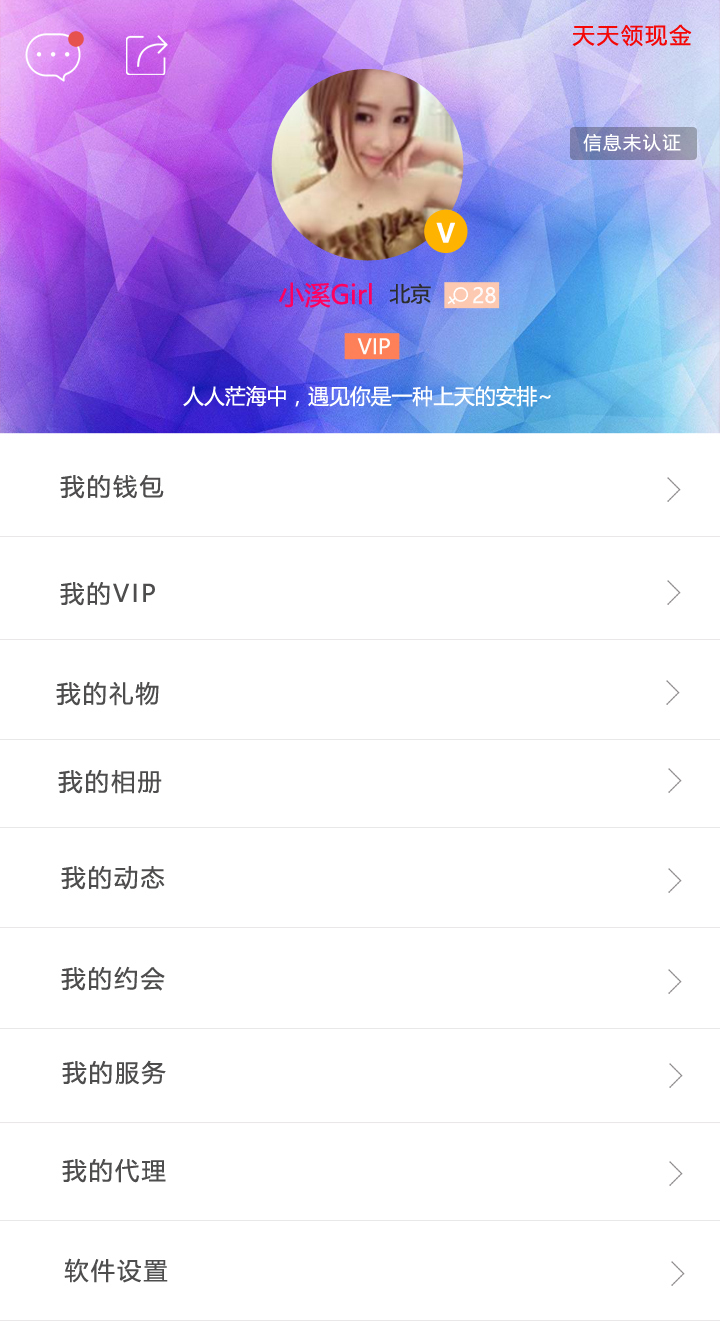 天天领现金
信息未认证
V
小溪Girl 北京 28
VIP
人人茫海中，遇见你是一种上天的安排~
我的钱包
我的VIP
我的礼物
我的相册
我的动态
我的约会
我的服务
我的代理
软件设置